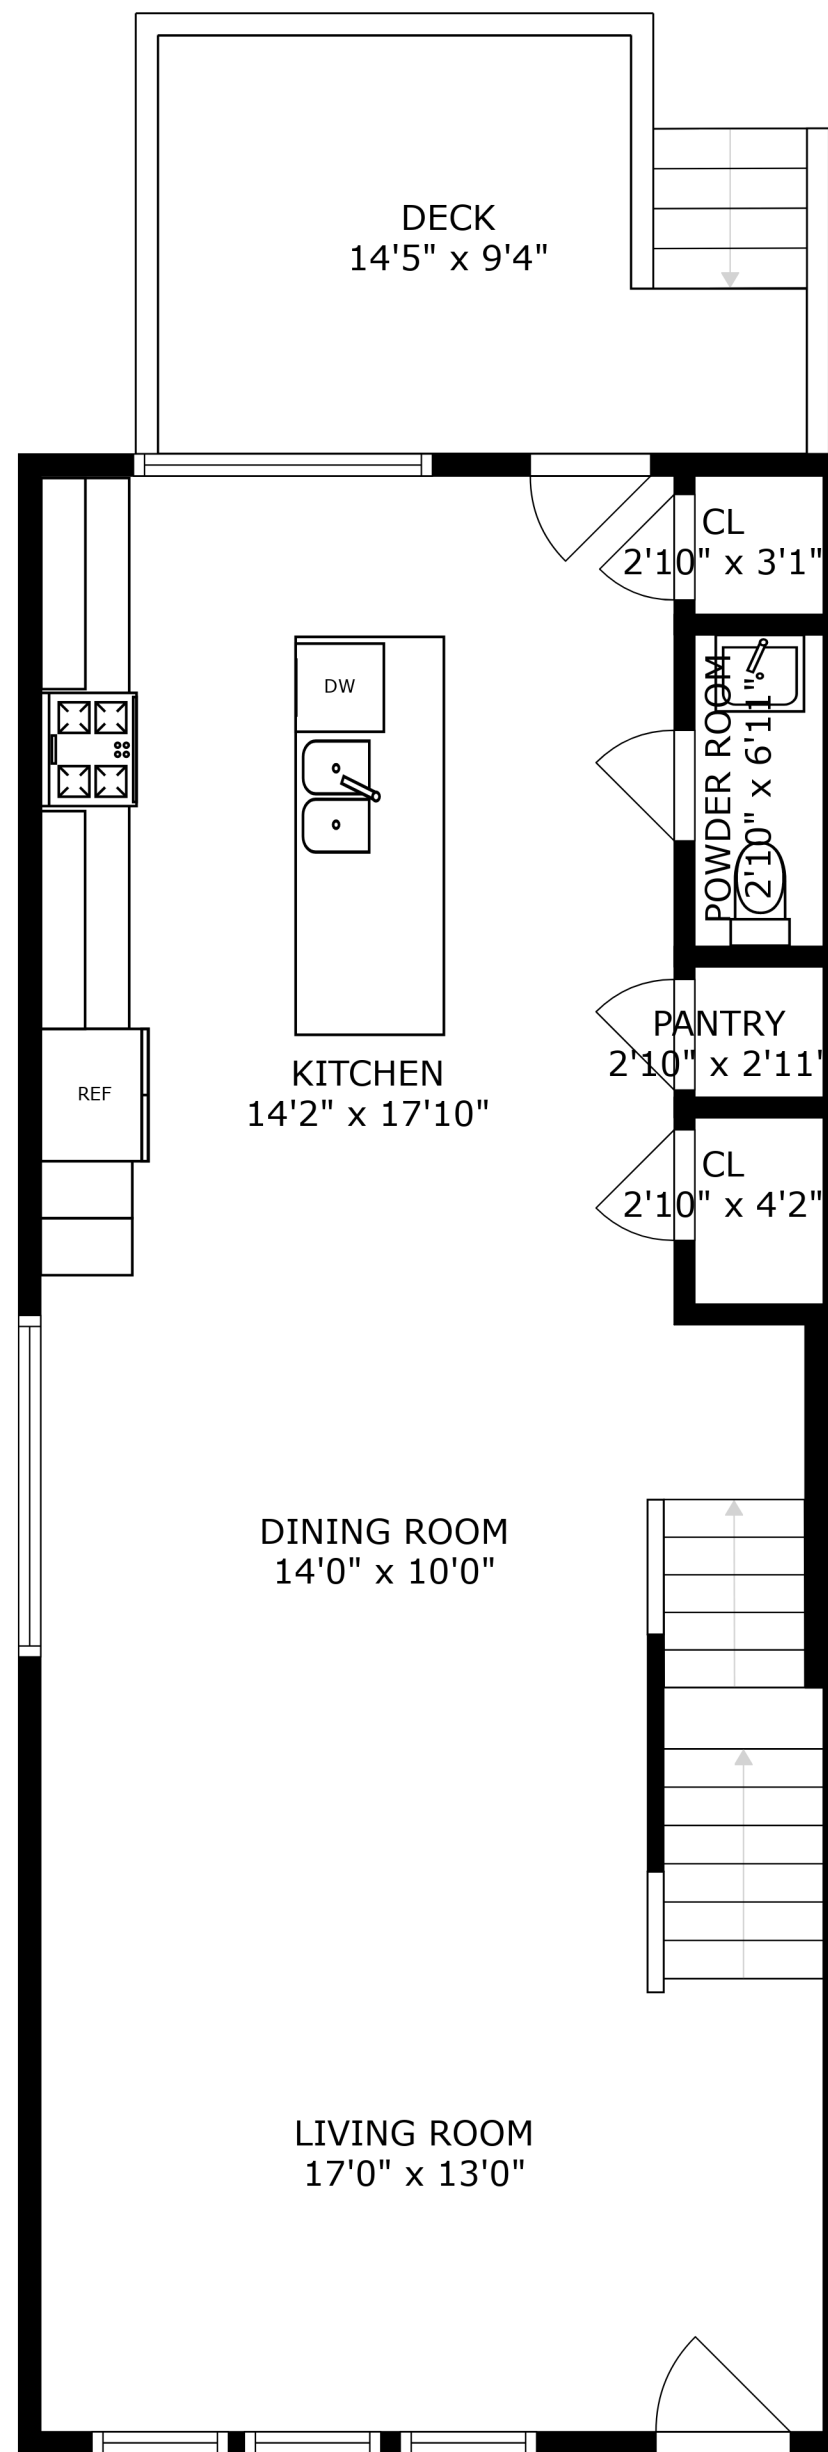 DECK
14'5" x 9'4"
CL
2'10" x 3'1"
DW
POWDER ROOM
2'10" x 6'11"
PANTRY
2'10" x 2'11"
KITCHEN
14'2" x 17'10"
REF
CL
2'10" x 4'2"
DINING ROOM
14'0" x 10'0"
LIVING ROOM
17'0" x 13'0"